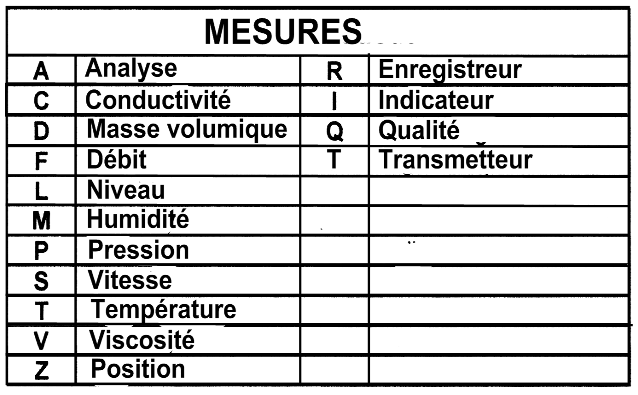 MESURES
A Analyse R Enregistreur
C Conductivité I Indicateur
D Masse volumique Q Qualité
F Débit T Transmetteur
L Niveau
M Humidité
P Pression
S Vitesse
T Température
V Viscosité
Z Position